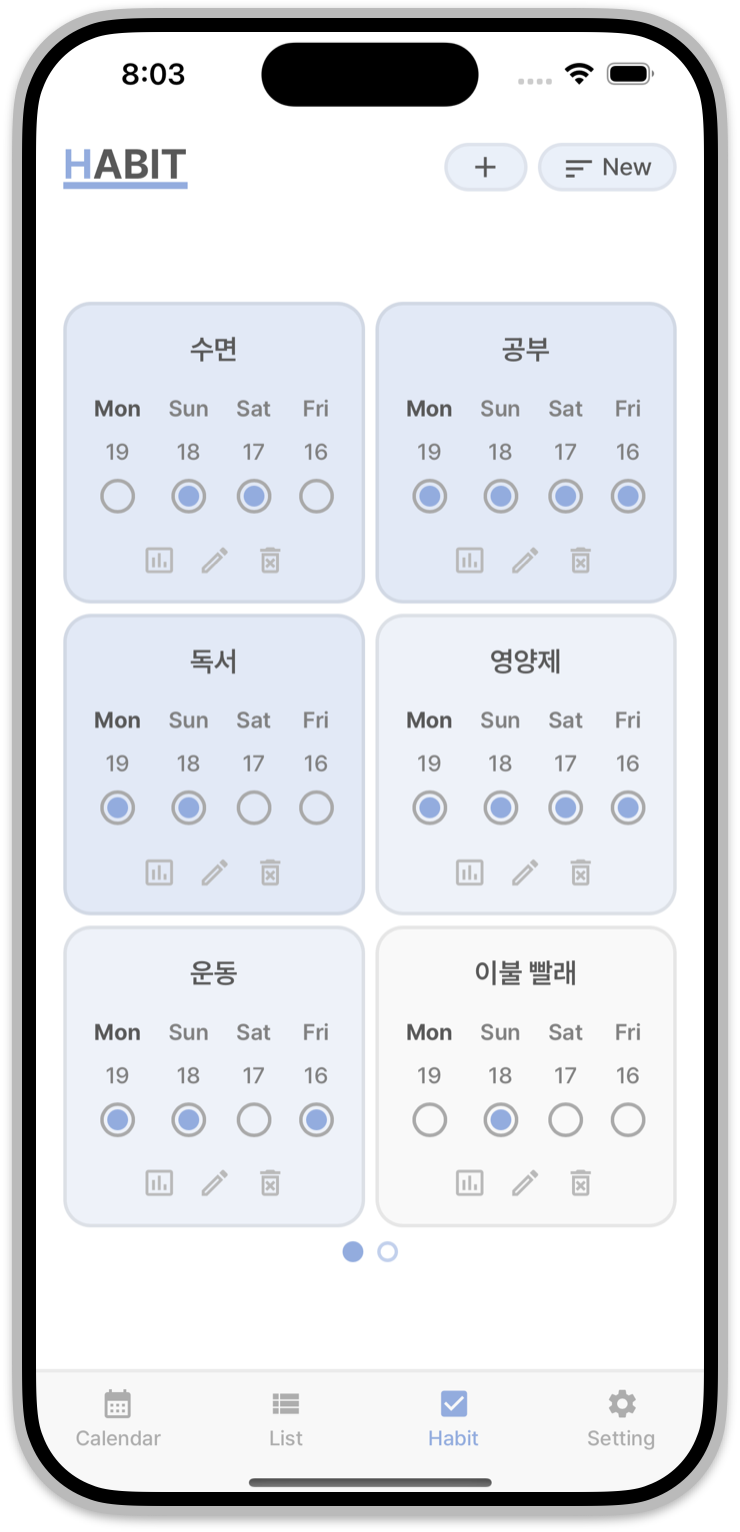 8:03
HABIT
+ New
수면
Mon Sun Sat Fri
19 18 17 16
공부
Mon Sun Sat Fri
19 18 17 16
독서
Mon Sun Sat Fri
19 18 17 16
영양제
Mon Sun Sat Fri
19 18 17 16
운동
Mon Sun Sat Fri
19 18 17 16
이불 빨래
Mon Sun Sat Fri
19 18 17 16
Calendar List Habit Setting